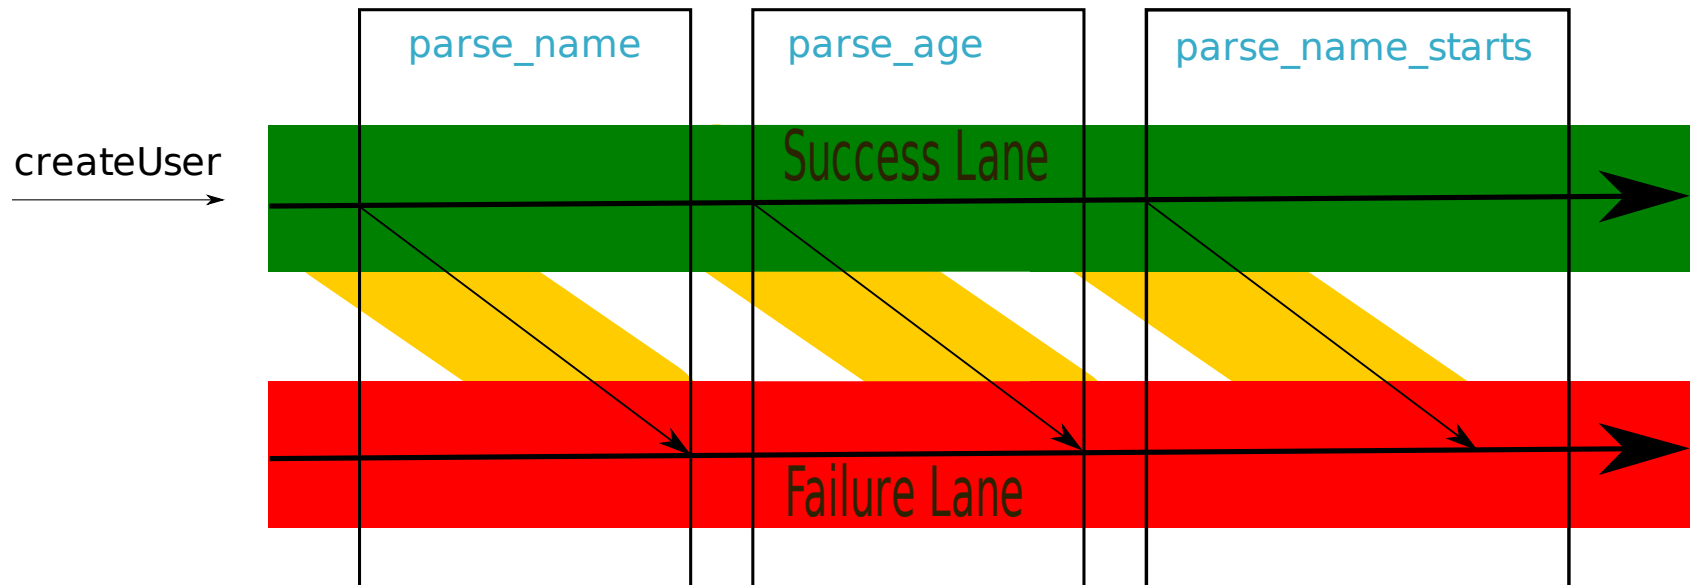 parse_name
parse_age
parse_name_starts
createUser
Success Lane
Failure Lane